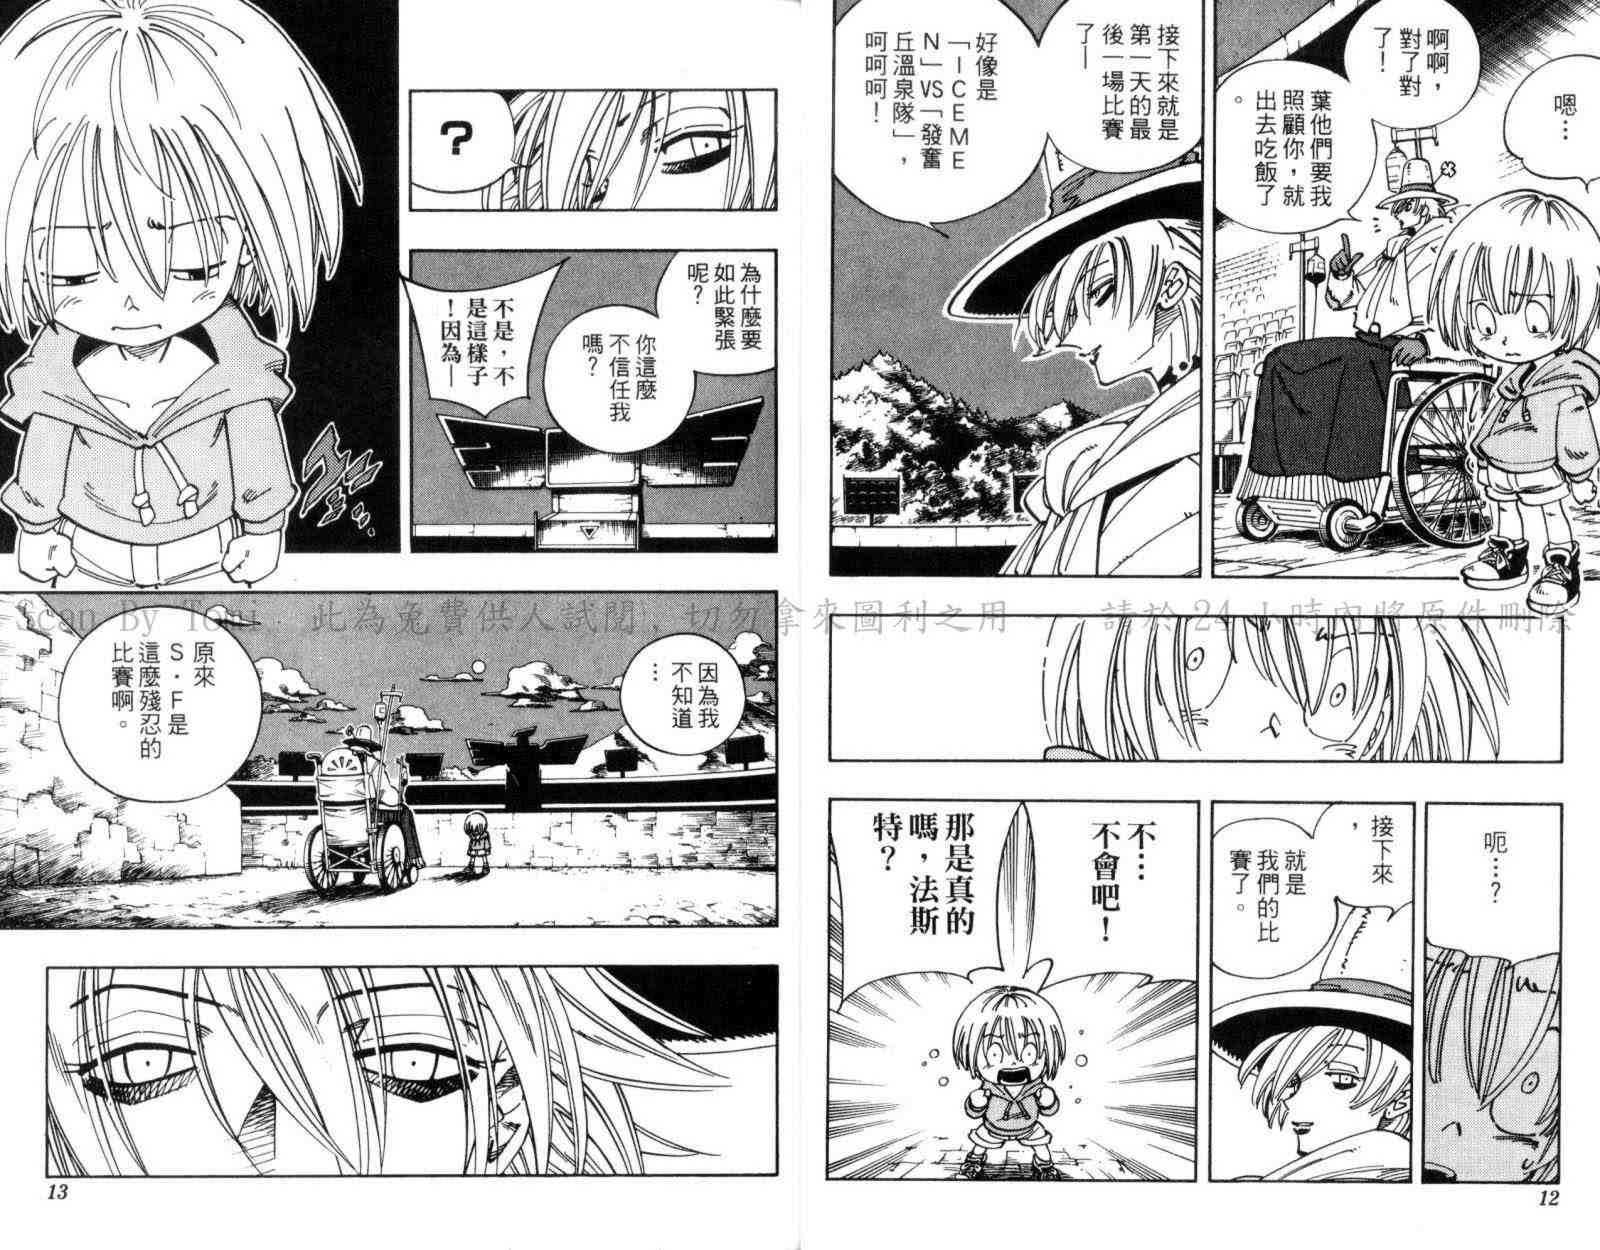 嗯…
啊啊，
對了對
了！
葉他們要我
照顧你，就
出去吃飯了
。
接下來就是
第一天的最
後一場比賽
了—
好像是
「ICEME
N」VS「發奮
丘溫泉隊」，
呵呵呵！
呃…？
接下來
，
就是
我們的比
賽了。
不…
不會吧！
那是真的
嗎，法斯
特？
12
？
為什麼要
如此緊張
呢？
你這麼
不信任我
嗎？
不是，不
是這樣子
！因為—
因為我
不知道
…
原來
S．F是
這麼殘忍的
比賽啊。
13
Scan By Tomi 此為免費供人試閱，切勿拿來圖利之用 - 請於 24 小時內將原件刪除